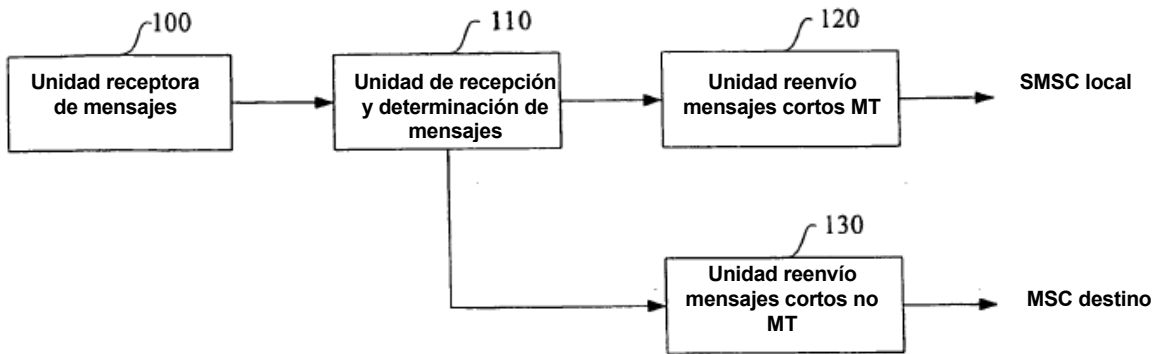 100
110
120
Unidad receptora
de mensajes
Unidad de recepción
y determinación de
mensajes
Unidad reenvío
mensajes cortos MT
SMSC local
130
Unidad reenvío
mensajes cortos no
MT
MSC destino